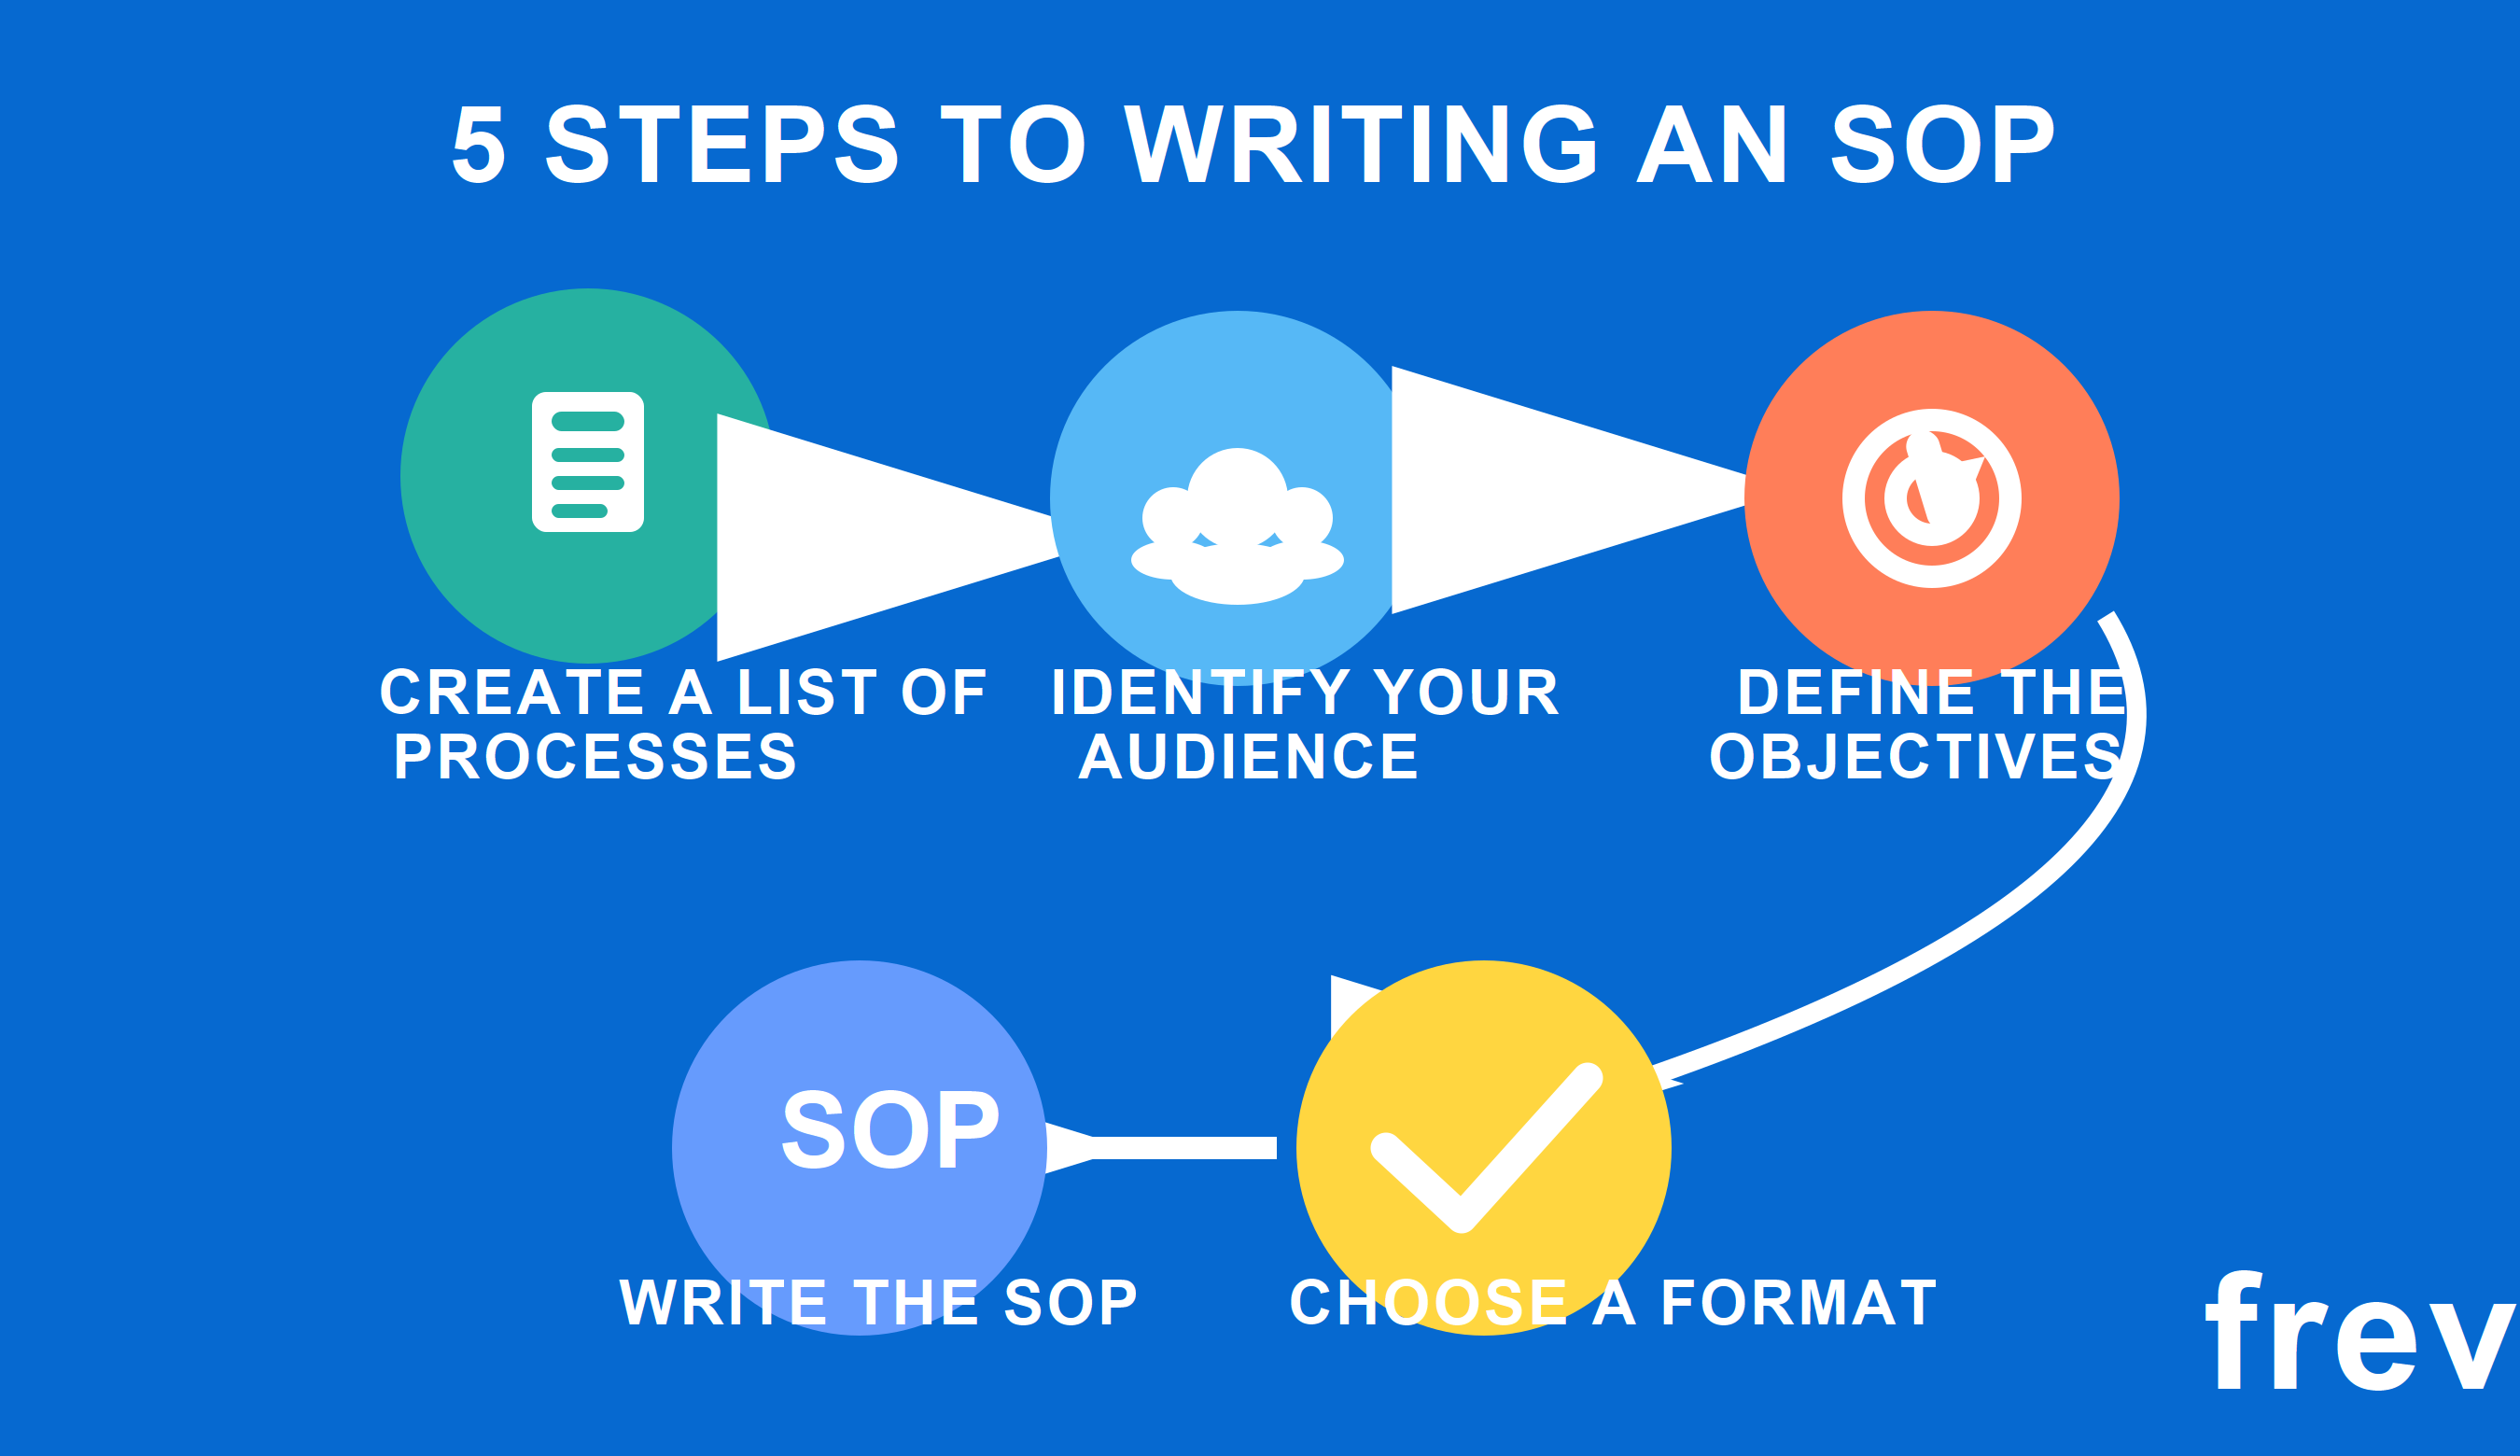 5 STEPS TO WRITING AN SOP
CREATE A LIST OF
PROCESSES
IDENTIFY YOUR
AUDIENCE
DEFINE THE
OBJECTIVES
SOP
WRITE THE SOP
CHOOSE A FORMAT
frev